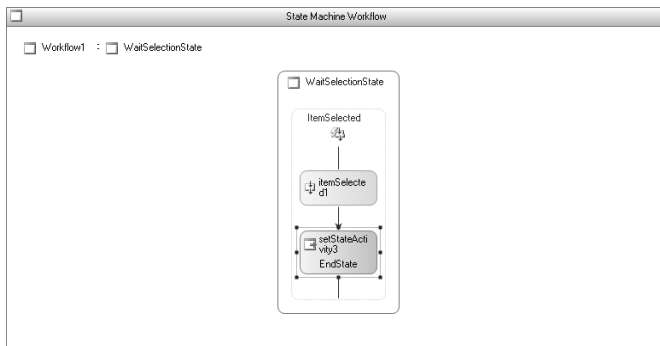 State Machine Workflow
Workflow1 : WaitSelectionState
WaitSelectionState
ItemSelected
itemSelecte
d1
setStateActi
vity3
EndState